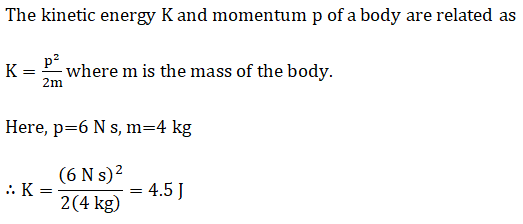 The kinetic energy K and momentum p of a body are related as
K = p²/2m where m is the mass of the body.
Here, p=6 N s, m=4 kg
∴ K = (6 N s)²/2(4 kg) = 4.5 J